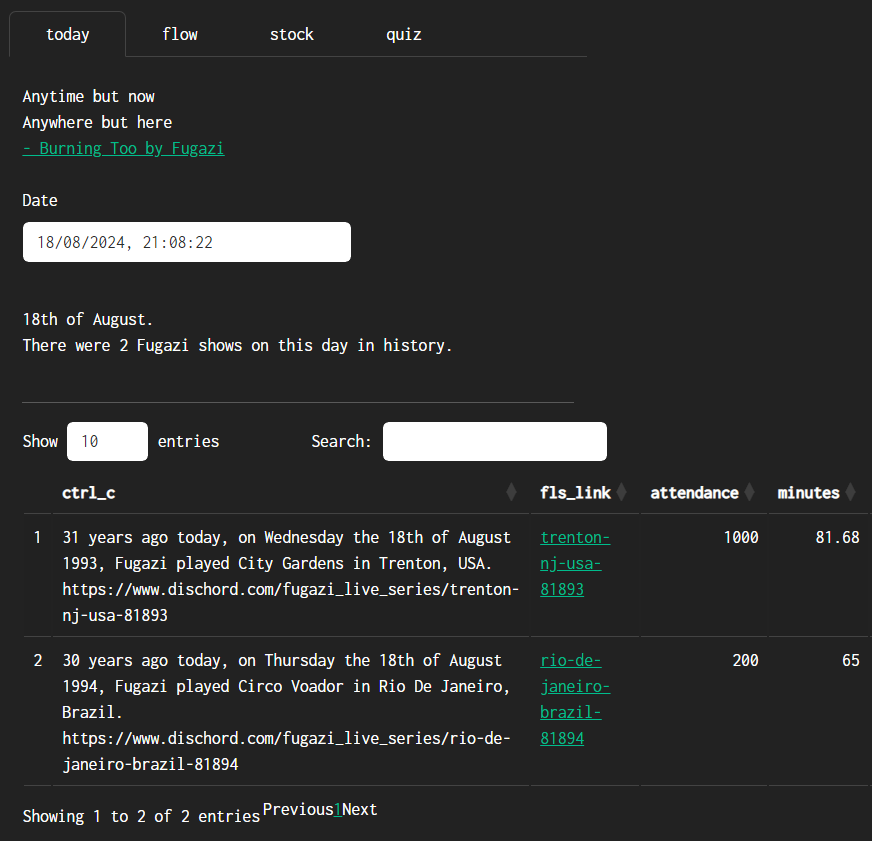 today flow stock quiz
Anytime but now
Anywhere but here
- Burning Too by Fugazi
Date
18/08/2024, 21:08:22
18th of August.
There were 2 Fugazi shows on this day in history.
Show 10 entries Search:
ctrl_c fls_link attendance minutes
1 31 years ago today, on Wednesday the 18th of August trenton- 1000 81.68
1993, Fugazi played City Gardens in Trenton, USA. nj-usa-
https://www.dischord.com/fugazi_live_series/trenton- 81893
nj-usa-81893
2 30 years ago today, on Thursday the 18th of August rio-de- 200 65
1994, Fugazi played Circo Voador in Rio De Janeiro, janeiro-
Brazil. brazil-
https://www.dischord.com/fugazi_live_series/rio-de- 81894
janeiro-brazil-81894
Showing 1 to 2 of 2 entries Previous1Next